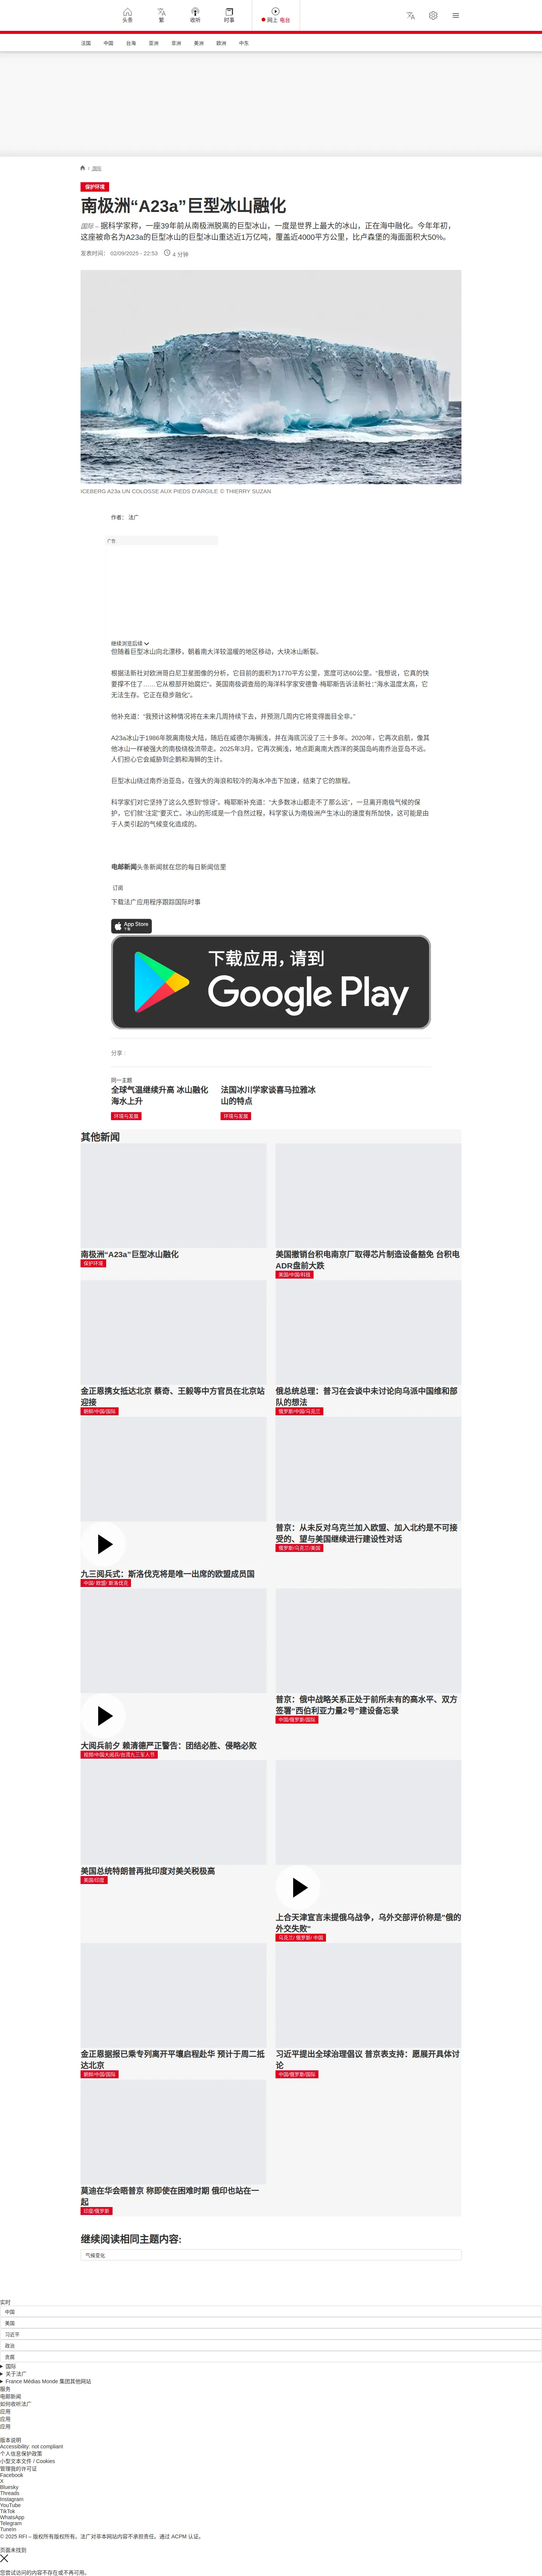 头条
繁
收听
时事
网上 电台
法国
中国
台海
亚洲
非洲
美洲
欧洲
中东
/ 国际
保护环境
南极洲“A23a”巨型冰山融化
国际 – 据科学家称，一座39年前从南极洲脱离的巨型冰山，一度是世界上最大的冰山，正在海中融化。今年年初，
这座被命名为A23a的巨型冰山的巨型冰山重达近1万亿吨，覆盖近4000平方公里，比卢森堡的海面面积大50%。
发表时间： 02/09/2025 - 22:53
4 分钟
ICEBERG A23a UN COLOSSE AUX PIEDS D'ARGILE © THIERRY SUZAN
作者： 法广
广告
继续浏览后续
但随着巨型冰山向北漂移，朝着南大洋较温暖的地区移动，大块冰山断裂。
根据法新社对欧洲哥白尼卫星图像的分析，它目前的面积为1770平方公里，宽度可达60公里。“我想说，它真的快
要撑不住了……它从根部开始腐烂”。英国南极调查局的海洋科学家安德鲁·梅耶斯告诉法新社；“海水温度太高，它
无法生存。它正在稳步融化”。
他补充道：“我预计这种情况将在未来几周持续下去，并预测几周内它将变得面目全非。”
A23a冰山于1986年脱离南极大陆，随后在威德尔海搁浅，并在海底沉没了三十多年。2020年，它再次启航，像其
他冰山一样被强大的南极绕极流带走。2025年3月，它再次搁浅，地点距离南大西洋的英国岛屿南乔治亚岛不远。
人们担心它会威胁到企鹅和海狮的生计。
巨型冰山绕过南乔治亚岛，在强大的海浪和较冷的海水冲击下加速，结束了它的旅程。
科学家们对它坚持了这么久感到“惊讶”。梅耶斯补充道：“大多数冰山都走不了那么远”，一旦离开南极气候的保
护，它们就“注定”要灭亡。冰山的形成是一个自然过程，科学家认为南极洲产生冰山的速度有所加快，这可能是由
于人类引起的气候变化造成的。
电邮新闻头条新闻就在您的每日新闻信里
订阅
下载法广应用程序跟踪国际时事
App Store
下载
下载应用，请到
Google Play
分享 :
同一主题
全球气温继续升高 冰山融化
海水上升
环境与发展
法国冰川学家谈喜马拉雅冰
山的特点
环境与发展
其他新闻
南极洲“A23a”巨型冰山融化
保护环境
美国撤销台积电南京厂取得芯片制造设备豁免 台积电
ADR盘前大跌
美国/中国/科技
金正恩携女抵达北京 蔡奇、王毅等中方官员在北京站
迎接
朝鲜/中国/国际
俄总统总理：普习在会谈中未讨论向乌派中国维和部
队的想法
俄罗斯/中国/乌克兰
九三阅兵式：斯洛伐克将是唯一出席的欧盟成员国
中国/ 欧盟/ 斯洛伐克
普京：从未反对乌克兰加入欧盟、加入北约是不可接
受的、望与美国继续进行建设性对话
俄罗斯/乌克兰/美国
大阅兵前夕 赖清德严正警告：团结必胜、侵略必败
视频/中国大阅兵/台湾九三军人节
普京：俄中战略关系正处于前所未有的高水平、双方
签署“西伯利亚力量2号”建设备忘录
中国/俄罗斯/国际
美国总统特朗普再批印度对美关税极高
美国/印度
上合天津宣言未提俄乌战争，乌外交部评价称是“俄的
外交失败”
乌克兰/ 俄罗斯/ 中国
金正恩据报已乘专列离开平壤启程赴华 预计于周二抵
达北京
朝鲜/中国/国际
习近平提出全球治理倡议 普京表支持：愿展开具体讨
论
中国/俄罗斯/国际
莫迪在华会晤普京 称即使在困难时期 俄印也站在一
起
印度/俄罗斯
继续阅读相同主题内容:
气候变化
实时
中国
美国
习近平
政治
贪腐
国际
关于法广
France Médias Monde 集团其他网站
服务
电邮新闻
如何收听法广
应用
应用
应用
版本说明
Accessibility: not compliant
个人信息保护政策
小型文本文件 / Cookies
管理我的许可证
Facebook
X
Bluesky
Threads
Instagram
YouTube
TikTok
WhatsApp
Telegram
TuneIn
© 2025 RFI – 版权所有版权所有。法广对非本网站内容不承担责任。通过 ACPM 认证。
页面未找到
您尝试访问的内容不存在或不再可用。